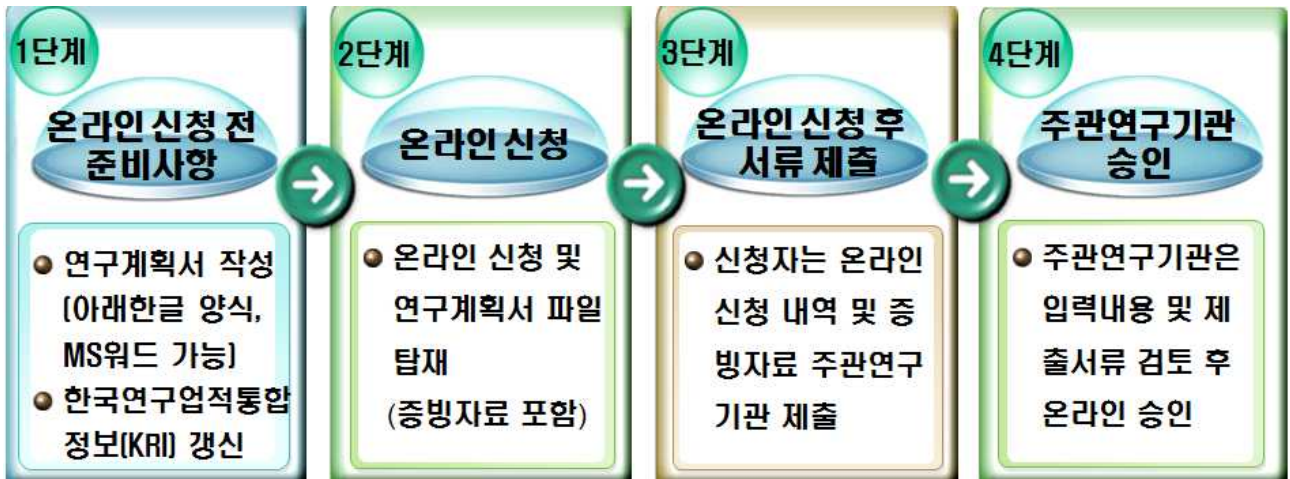 1단계
온라인 신청 전
준비사항
연구계획서 작성
(아래한글 양식,
MS워드 가능)
한국연구업적통합
정보(KRI) 갱신
2단계
온라인 신청
온라인 신청 및
연구계획서 파일
탑재
(증빙자료 포함)
3단계
온라인 신청 후
서류 제출
신청자는 온라인
신청 내역 및 증
빙자료 주관연구
기관 제출
4단계
주관연구기관
승인
주관연구기관은
입력내용 및 제
출서류 검토 후
온라인 승인